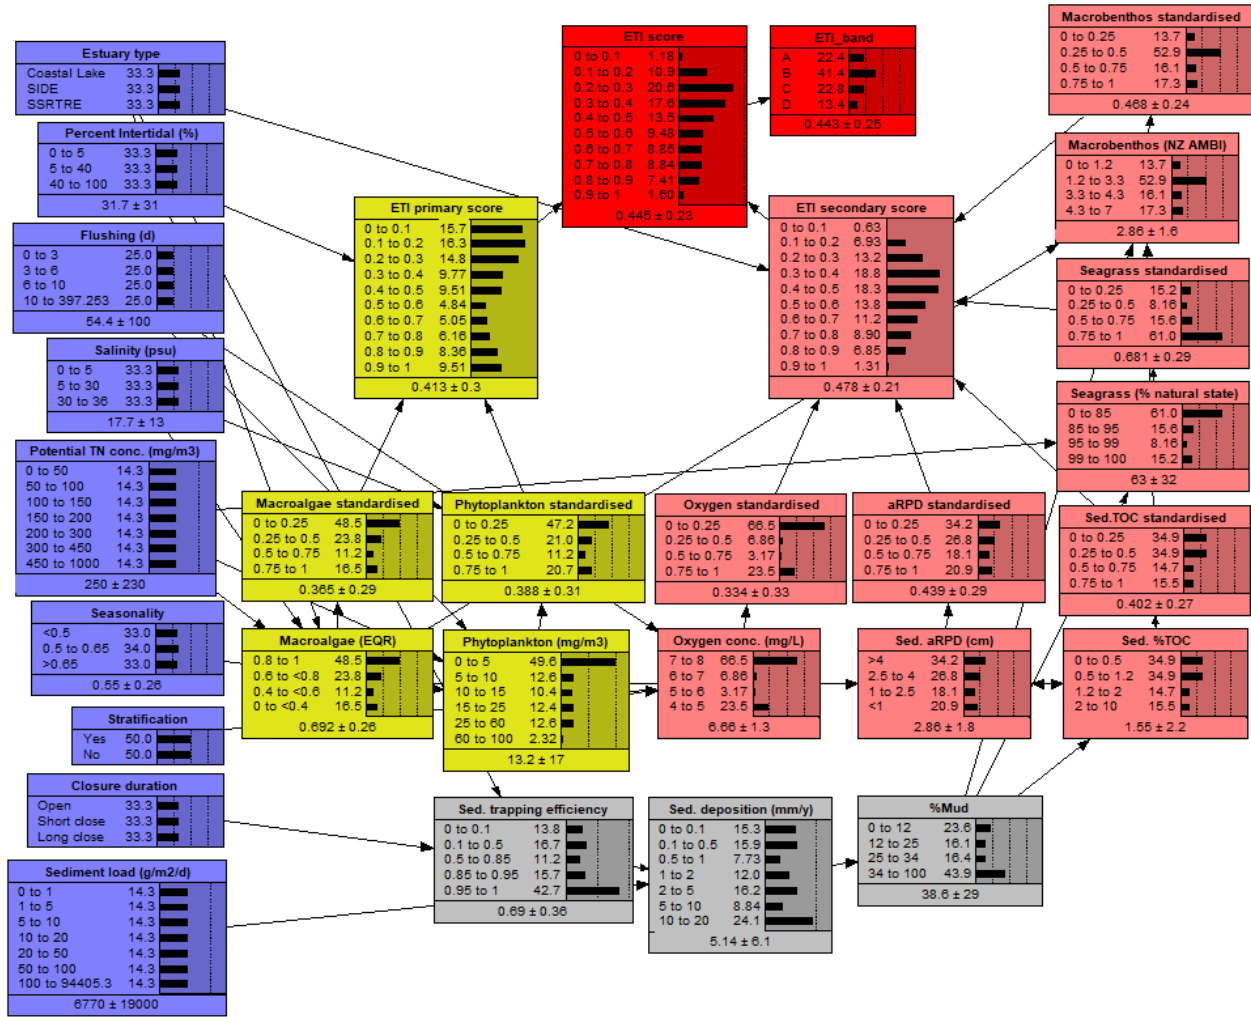 Estuary type
Coastal Lake 33.3
SIDE 33.3
SSRTRE 33.3
Percent Intertidal (%)
0 to 5 33.3
5 to 40 33.3
40 to 100 33.3
31.7 ± 31
Flushing (d)
0 to 3 25.0
3 to 6 25.0
6 to 10 25.0
10 to 397.253 25.0
54.4 ± 100
Salinity (psu)
0 to 5 33.3
5 to 30 33.3
30 to 36 33.3
17.7 ± 13
Potential TN conc. (mg/m3)
0 to 50 14.3
50 to 100 14.3
100 to 150 14.3
150 to 200 14.3
200 to 300 14.3
300 to 450 14.3
450 to 1000 14.3
250 ± 230
Seasonality
<0.5 33.0
0.5 to 0.65 34.0
>0.65 33.0
0.55 ± 0.26
Stratification
Yes 50.0
No 50.0
Closure duration
Open 33.3
Short close 33.3
Long close 33.3
Sediment load (g/m2/d)
0 to 1 14.3
1 to 5 14.3
5 to 10 14.3
10 to 20 14.3
20 to 50 14.3
50 to 100 14.3
100 to 94405.3 14.3
6770 ± 19000
ETI score
0 to 0.1 1.18
0.1 to 0.2 10.9
0.2 to 0.3 20.6
0.3 to 0.4 17.6
0.4 to 0.5 13.5
0.5 to 0.6 9.48
0.6 to 0.7 8.85
0.7 to 0.8 8.84
0.8 to 0.9 7.41
0.9 to 1 1.60
0.445 ± 0.23
ETI_band
A 22.4
B 41.4
C 22.8
D 13.4
0.443 ± 0.25
ETI primary score
0 to 0.1 15.7
0.1 to 0.2 16.3
0.2 to 0.3 14.8
0.3 to 0.4 9.77
0.4 to 0.5 9.51
0.5 to 0.6 4.84
0.6 to 0.7 5.05
0.7 to 0.8 6.16
0.8 to 0.9 8.36
0.9 to 1 9.51
0.413 ± 0.3
ETI secondary score
0 to 0.1 0.63
0.1 to 0.2 6.93
0.2 to 0.3 13.2
0.3 to 0.4 18.8
0.4 to 0.5 18.3
0.5 to 0.6 13.8
0.6 to 0.7 11.2
0.7 to 0.8 8.90
0.8 to 0.9 6.85
0.9 to 1 1.31
0.478 ± 0.21
Macrobenthos standardised
0 to 0.25 13.7
0.25 to 0.5 52.9
0.5 to 0.75 16.1
0.75 to 1 17.3
0.468 ± 0.24
Macrobenthos (NZ AMBI)
0 to 1.2 13.7
1.2 to 3.3 52.9
3.3 to 4.3 16.1
4.3 to 7 17.3
2.86 ± 1.6
Seagrass standardised
0 to 0.25 15.2
0.25 to 0.5 8.16
0.5 to 0.75 15.6
0.75 to 1 61.0
0.681 ± 0.29
Seagrass (% natural state)
0 to 85 61.0
85 to 95 15.6
95 to 99 8.16
99 to 100 15.2
63 ± 32
Macroalgae standardised
0 to 0.25 48.5
0.25 to 0.5 23.8
0.5 to 0.75 11.2
0.75 to 1 16.5
0.365 ± 0.29
Phytoplankton standardised
0 to 0.25 47.2
0.25 to 0.5 21.0
0.5 to 0.75 11.2
0.75 to 1 20.7
0.388 ± 0.31
Oxygen standardised
0 to 0.25 66.5
0.25 to 0.5 6.86
0.5 to 0.75 3.17
0.75 to 1 23.5
0.334 ± 0.33
aRPD standardised
0 to 0.25 34.2
0.25 to 0.5 26.8
0.5 to 0.75 18.1
0.75 to 1 20.9
0.439 ± 0.29
Sed.TOC standardised
0 to 0.25 34.9
0.25 to 0.5 34.9
0.5 to 0.75 14.7
0.75 to 1 15.5
0.402 ± 0.27
Macroalgae (EQR)
0.8 to 1 48.5
0.6 to <0.8 23.8
0.4 to <0.6 11.2
0 to <0.4 16.5
0.692 ± 0.26
Phytoplankton (mg/m3)
0 to 5 49.6
5 to 10 12.6
10 to 15 10.4
15 to 25 12.4
25 to 60 12.6
60 to 100 2.32
13.2 ± 17
Oxygen conc. (mg/L)
7 to 8 66.5
6 to 7 6.86
5 to 6 3.17
4 to 5 23.5
6.66 ± 1.3
Sed. aRPD (cm)
>4 34.2
2.5 to 4 26.8
1 to 2.5 18.1
<1 20.9
2.86 ± 1.8
Sed. %TOC
0 to 0.5 34.9
0.5 to 1.2 34.9
1.2 to 2 14.7
2 to 10 15.5
1.55 ± 2.2
Sed. trapping efficiency
0 to 0.1 13.8
0.1 to 0.5 16.7
0.5 to 0.85 11.2
0.85 to 0.95 15.7
0.95 to 1 42.7
0.69 ± 0.36
Sed. deposition (mm/y)
0 to 0.1 15.3
0.1 to 0.5 15.9
0.5 to 1 7.73
1 to 2 12.0
2 to 5 16.2
5 to 10 8.84
10 to 20 24.1
5.14 ± 6.1
%Mud
0 to 12 23.6
12 to 25 16.1
25 to 34 16.4
34 to 100 43.9
38.6 ± 29